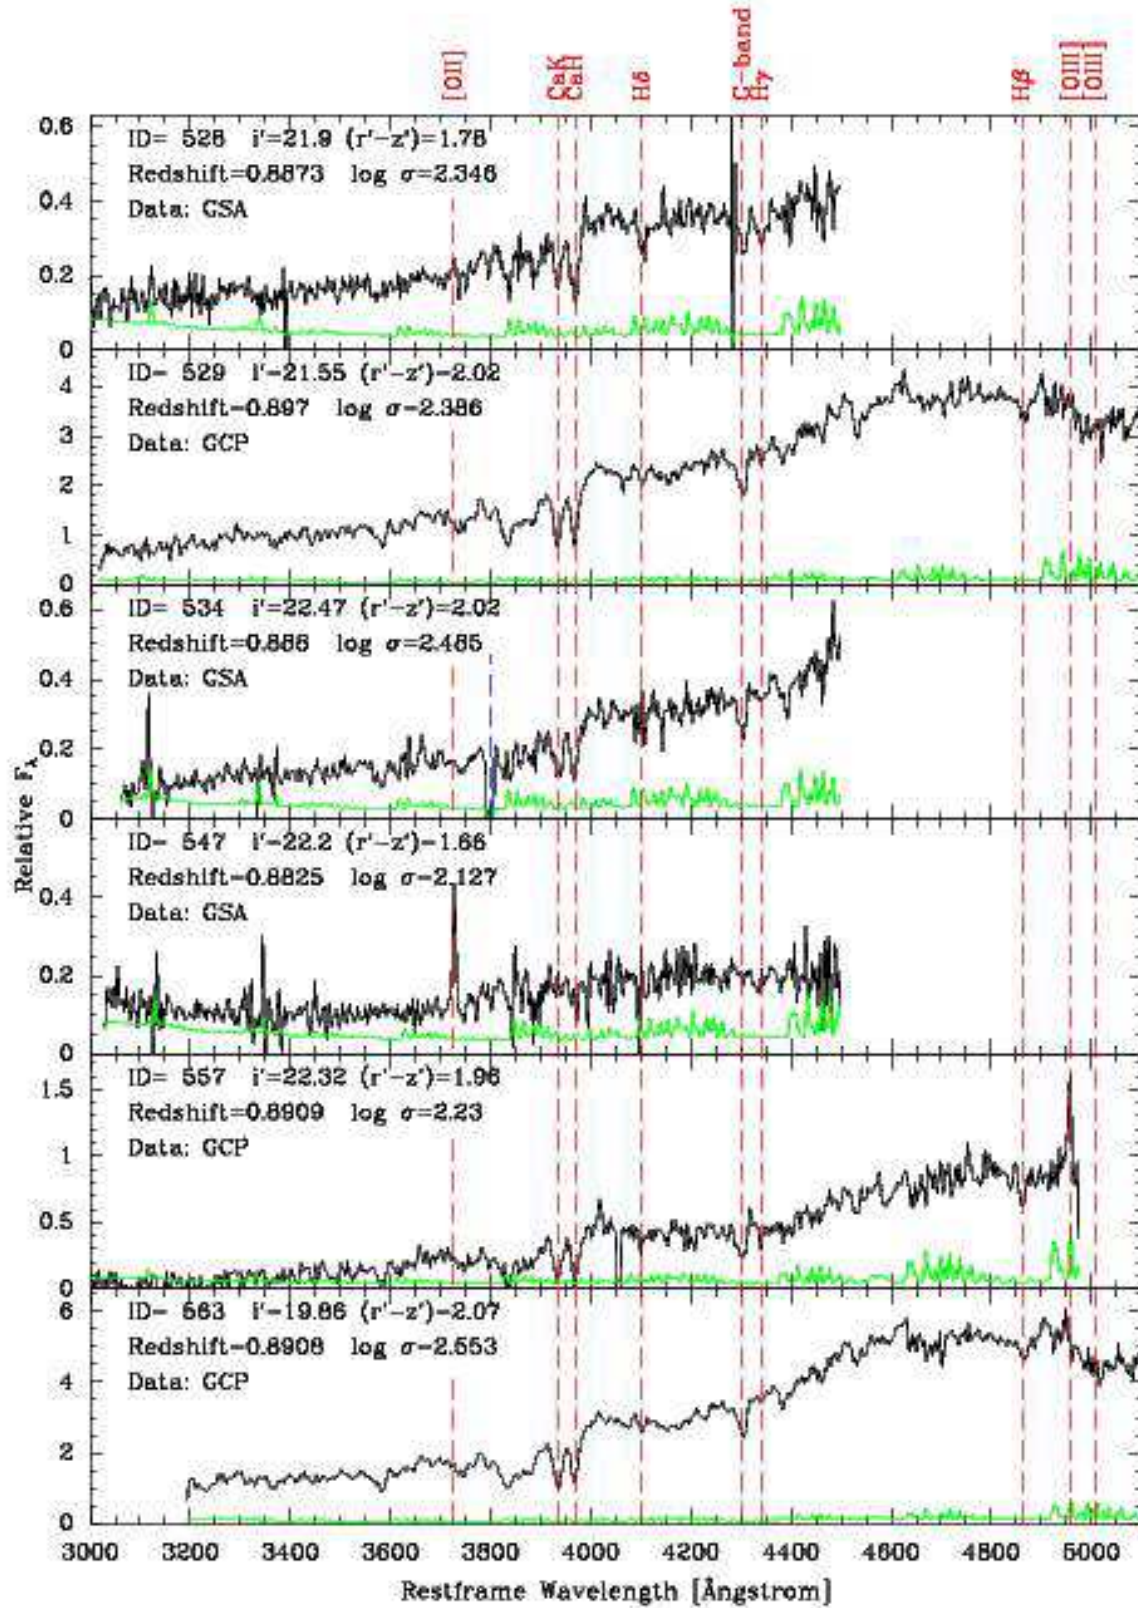 [OII] CaK CaH Hδ G-band Hγ Hβ [OIII] [OIII]
ID= 528 i'=21.9 (r'-z')=1.78
Redshift=0.8873 log σ=2.346
Data: GSA
0.6
0.4
0.2
0
ID= 529 i'=21.55 (r'-z')=2.02
Redshift=0.897 log σ=2.386
Data: GCP
4
3
2
1
0
ID= 534 i'=22.47 (r'-z')=2.02
Redshift=0.888 log σ=2.465
Data: GSA
0.6
0.4
0.2
0
Relative Fλ
ID= 547 i'=22.2 (r'-z')=1.66
Redshift=0.8825 log σ=2.127
Data: GSA
0.4
0.2
0
ID= 557 i'=22.32 (r'-z')=1.96
Redshift=0.8909 log σ=2.23
Data: GCP
1.5
1
0.5
0
ID= 563 i'=19.86 (r'-z')=2.07
Redshift=0.8908 log σ=2.553
Data: GCP
6
4
2
0
3000 3200 3400 3600 3800 4000 4200 4400 4600 4800 5000
Restframe Wavelength [Ångstrom]